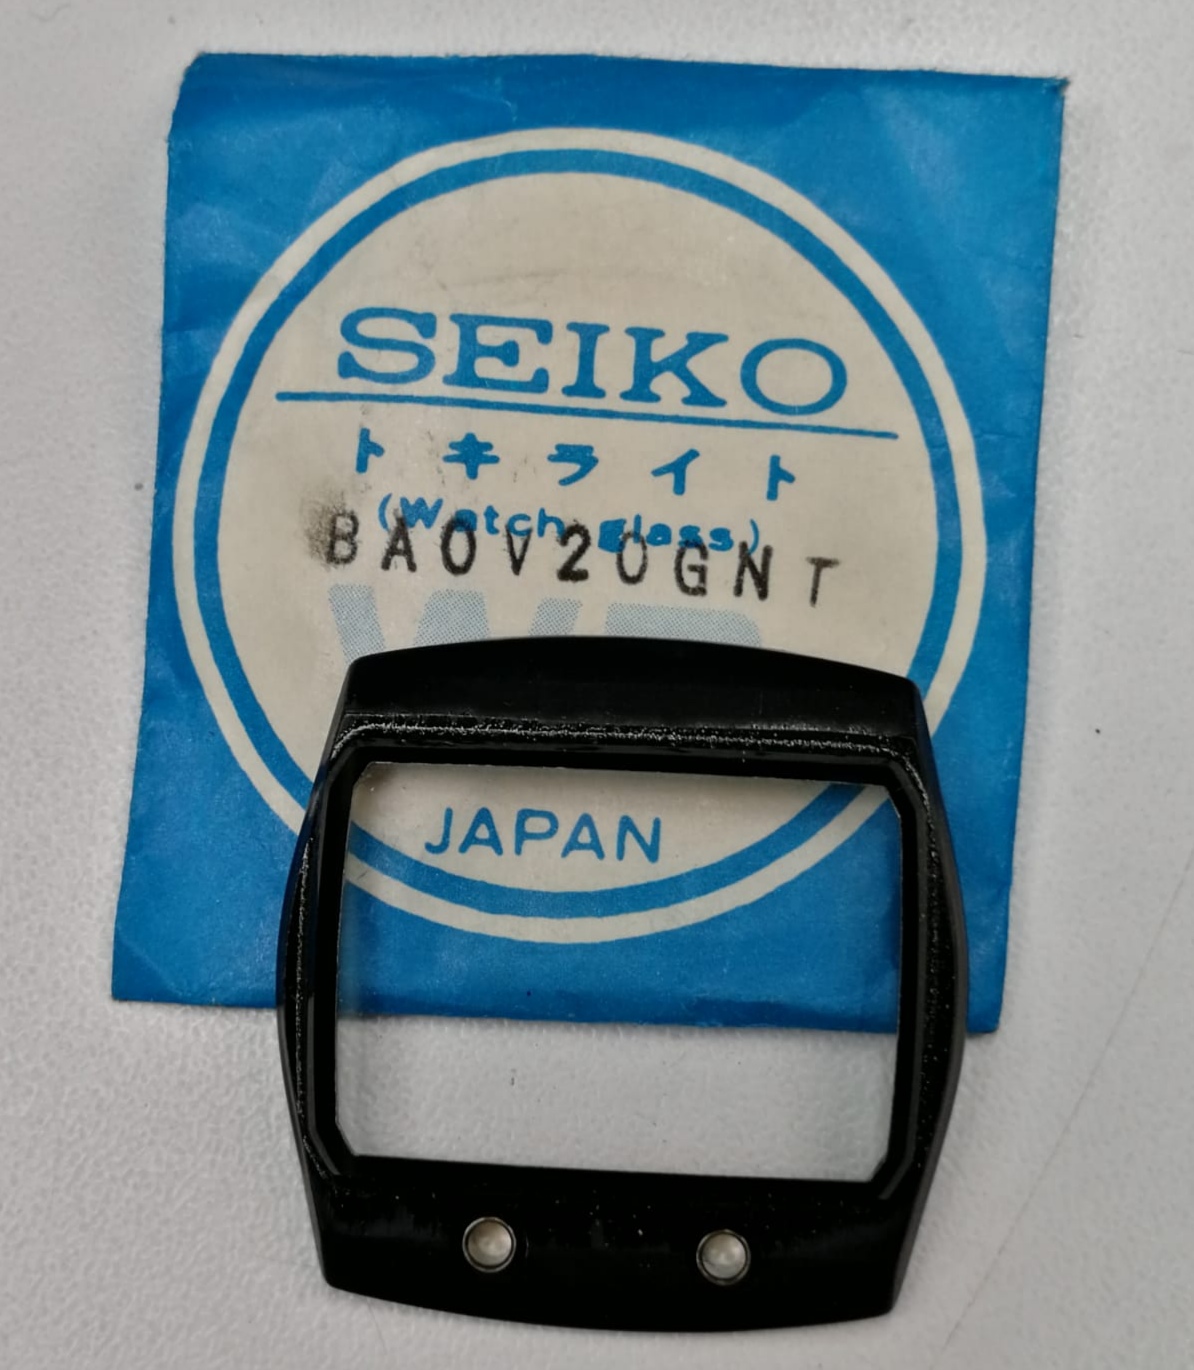 SEIKO
トキライト
(Watch glass)
BA0V20GNT
JAPAN